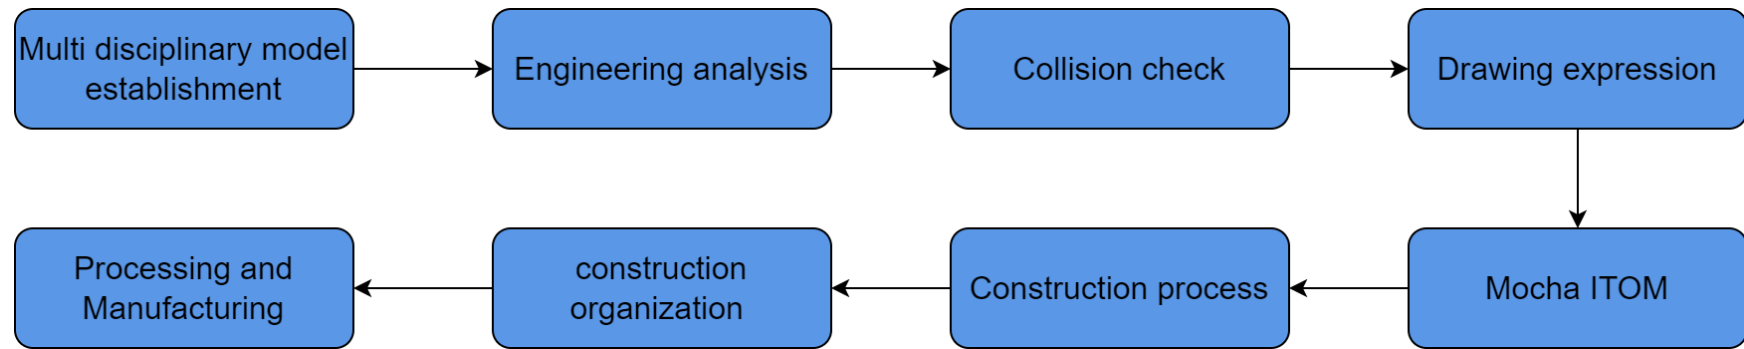 Multi disciplinary model
establishment
Engineering analysis
Collision check
Drawing expression
Mocha ITOM
Construction process
construction
organization
Processing and
Manufacturing